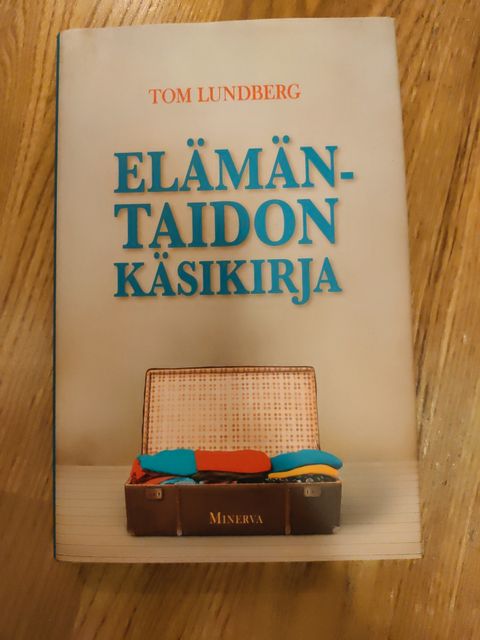 TOM LUNDBERG
ELÄMÄN-
TAIDON
KÄSIKIRJA
MINERVA